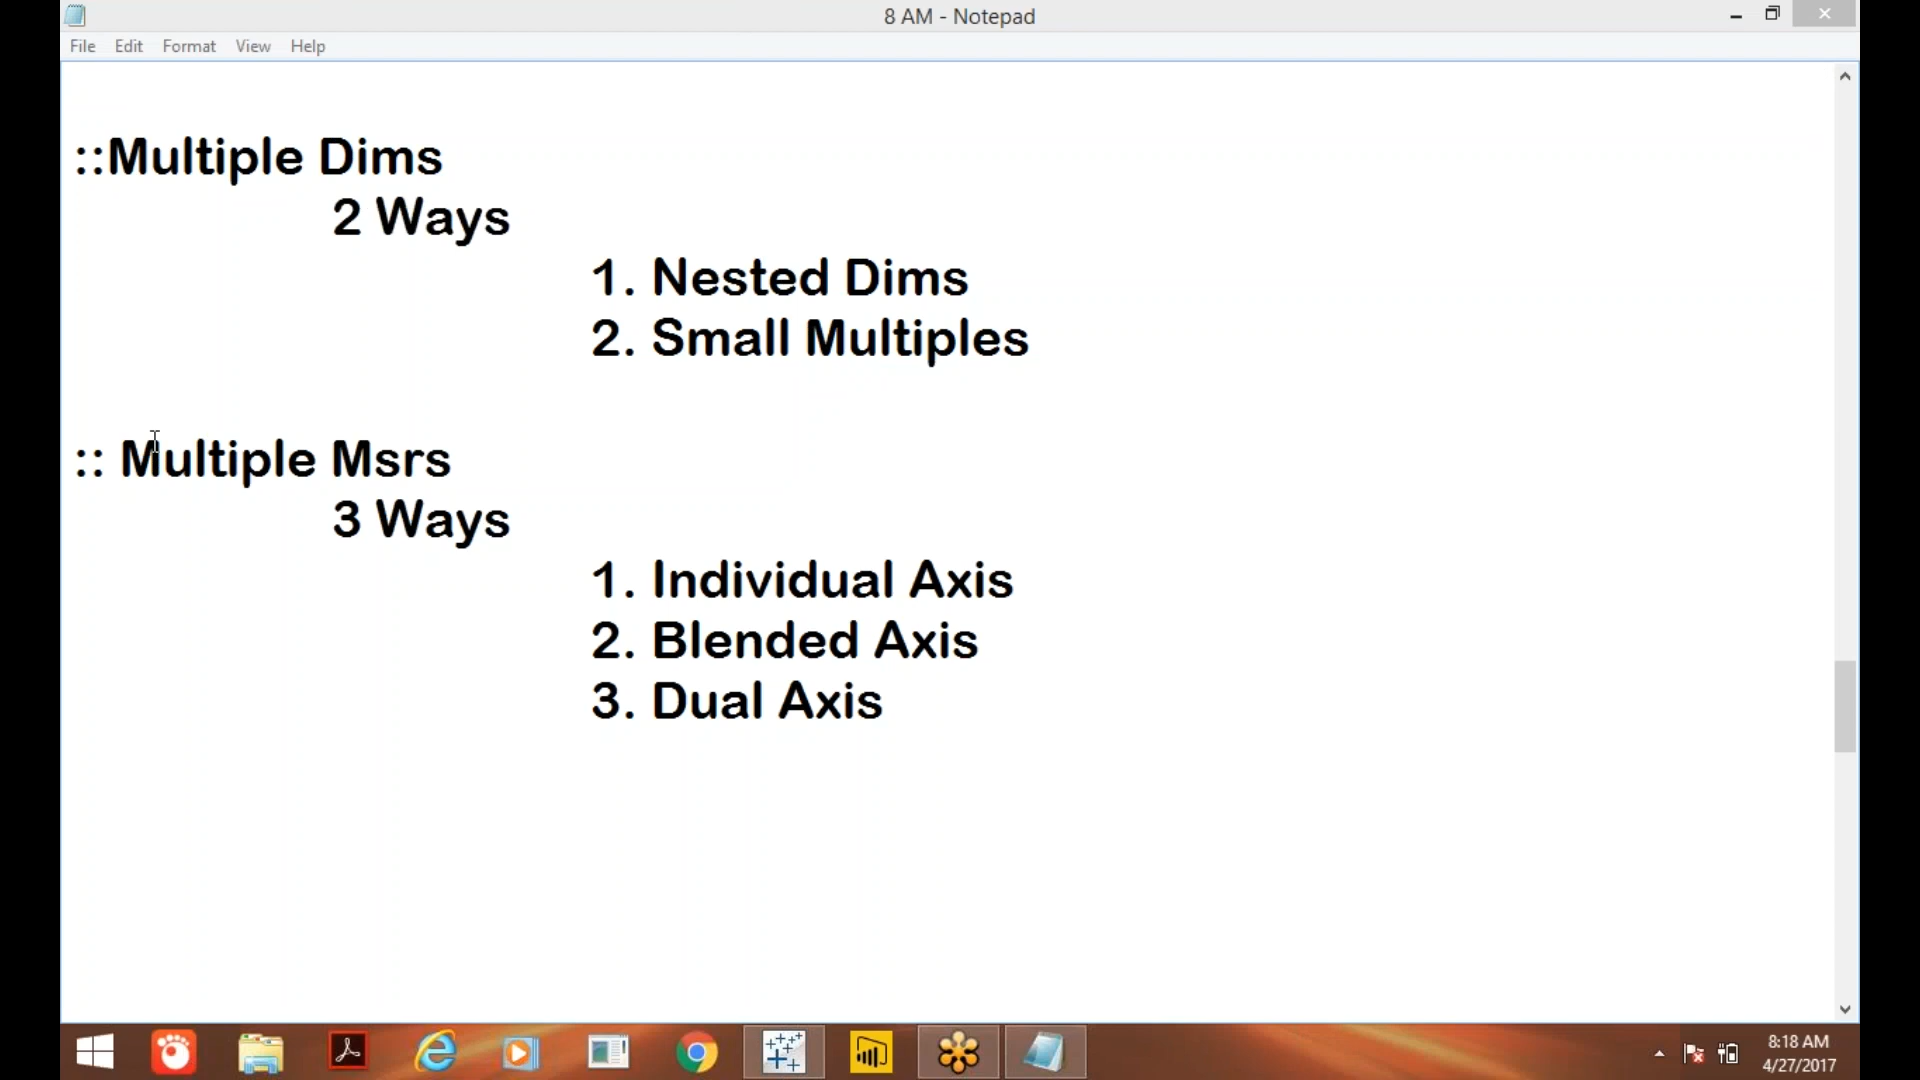 8 AM - Notepad
File Edit Format View Help
::Multiple Dims
2 Ways
1. Nested Dims
2. Small Multiples
:: Multiple Msrs
3 Ways
1. Individual Axis
2. Blended Axis
3. Dual Axis
8:18 AM
4/27/2017